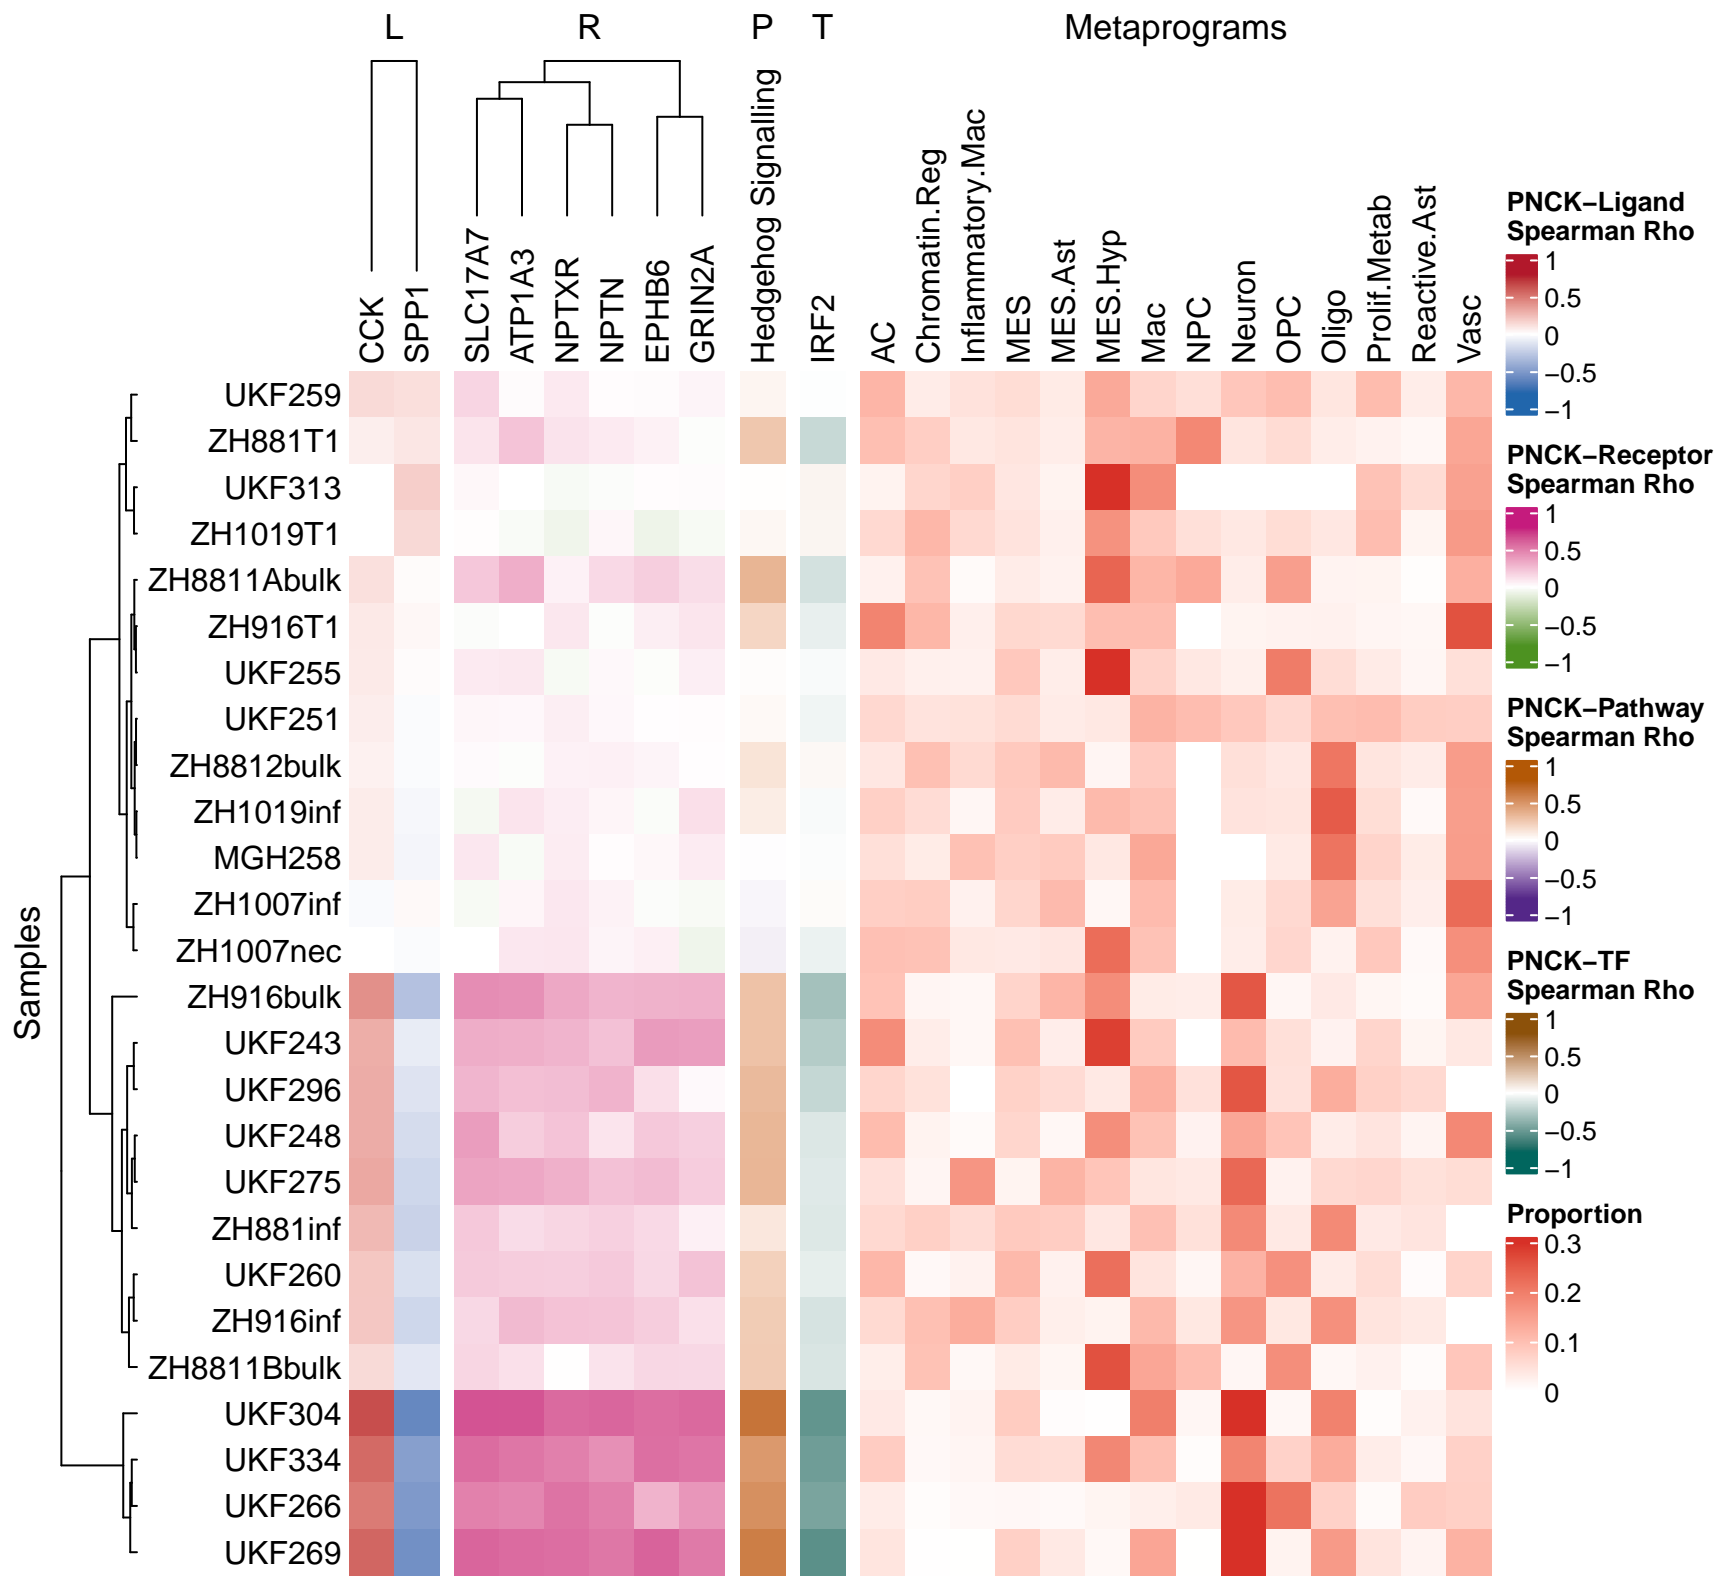 L R P T Metaprograms
CCK
SPP1
SLC17A7
ATP1A3
NPTXR
NPTN
EPHB6
GRIN2A
Hedgehog Signalling
IRF2
AC
Chromatin.Reg
Inflammatory.Mac
MES
MES.Ast
MES.Hyp
Mac
NPC
Neuron
OPC
Oligo
Prolif.Metab
Reactive.Ast
Vasc
Samples
UKF259
ZH881T1
UKF313
ZH1019T1
ZH8811Abulk
ZH916T1
UKF255
UKF251
ZH8812bulk
ZH1019inf
MGH258
ZH1007inf
ZH1007nec
ZH916bulk
UKF243
UKF296
UKF248
UKF275
ZH881inf
UKF260
ZH916inf
ZH8811Bbulk
UKF304
UKF334
UKF266
UKF269
PNCK−Ligand
Spearman Rho
1
0.5
0
−0.5
−1
PNCK−Receptor
Spearman Rho
1
0.5
0
−0.5
−1
PNCK−Pathway
Spearman Rho
1
0.5
0
−0.5
−1
PNCK−TF
Spearman Rho
1
0.5
0
−0.5
−1
Proportion
0.3
0.2
0.1
0